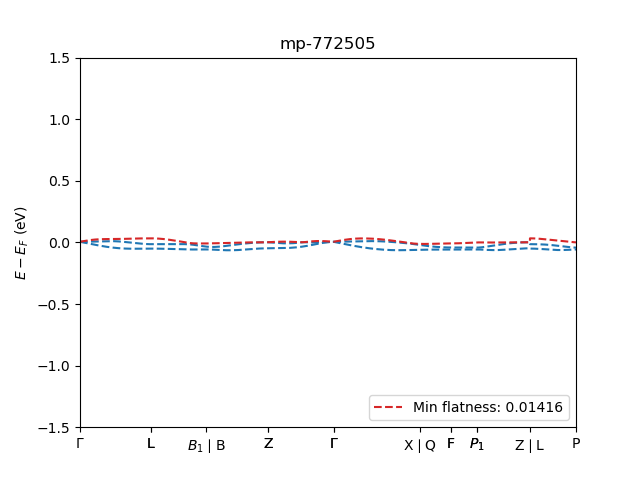 mp-772505
1.5
1.0
0.5
0.0
−0.5
−1.0
−1.5
E − E_F (eV)
Min flatness: 0.01416
Γ L B₁ | B Z Γ X | Q F P₁ Z | L P